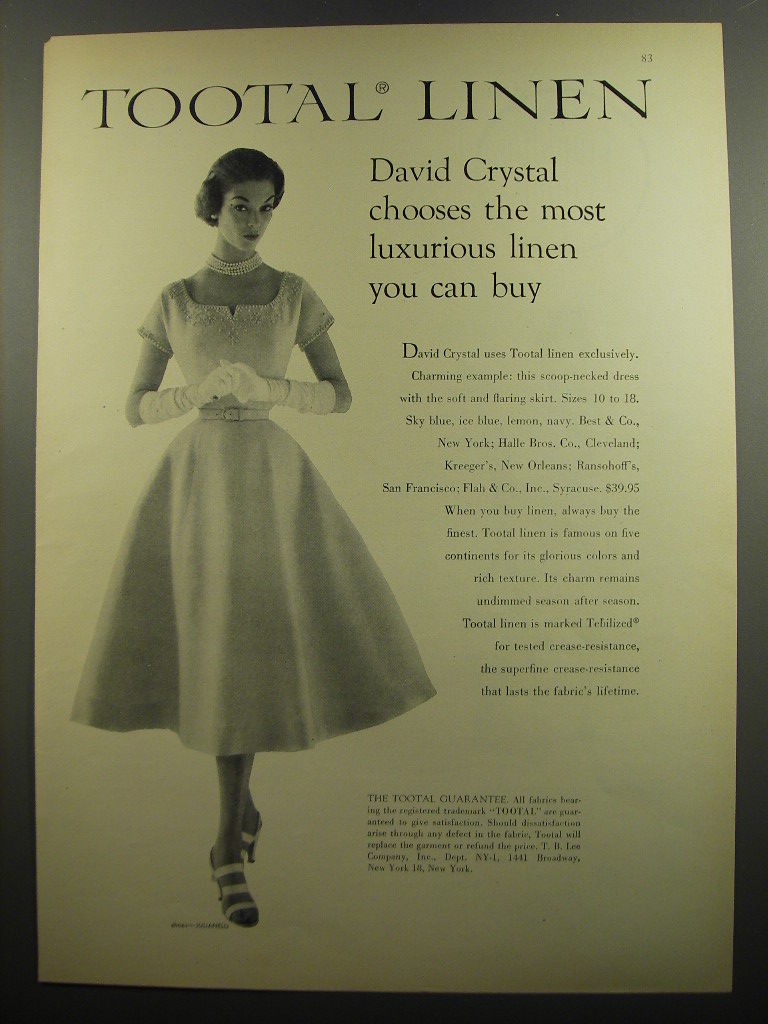 83
TOOTAL® LINEN
David Crystal
chooses the most
luxurious linen
you can buy
David Crystal uses Tootal linen exclusively.
Charming example: this scoop-necked dress
with the soft and flaring skirt. Sizes 10 to 18.
Sky blue, ice blue, lemon, navy. Best & Co.,
New York; Halle Bros. Co., Cleveland;
Kreeger's, New Orleans; Ransohoff's,
San Francisco; Flah & Co., Inc., Syracuse. $39.95
When you buy linen, always buy the
finest. Tootal linen is famous on five
continents for its glorious colors and
rich texture. Its charm remains
undimmed season after season.
Tootal linen is marked Tebilized®
for tested crease-resistance,
the superfine crease-resistance
that lasts the fabric's lifetime.
THE TOOTAL GUARANTEE. All fabrics bear-
ing the registered trademark "TOOTAL" are guar-
anteed to give satisfaction. Should dissatisfaction
arise through any defect in the fabric, Tootal will
replace the garment or refund the price. T. B. Lee
Company, Inc., Dept. NY-1, 1441 Broadway,
New York 18, New York.